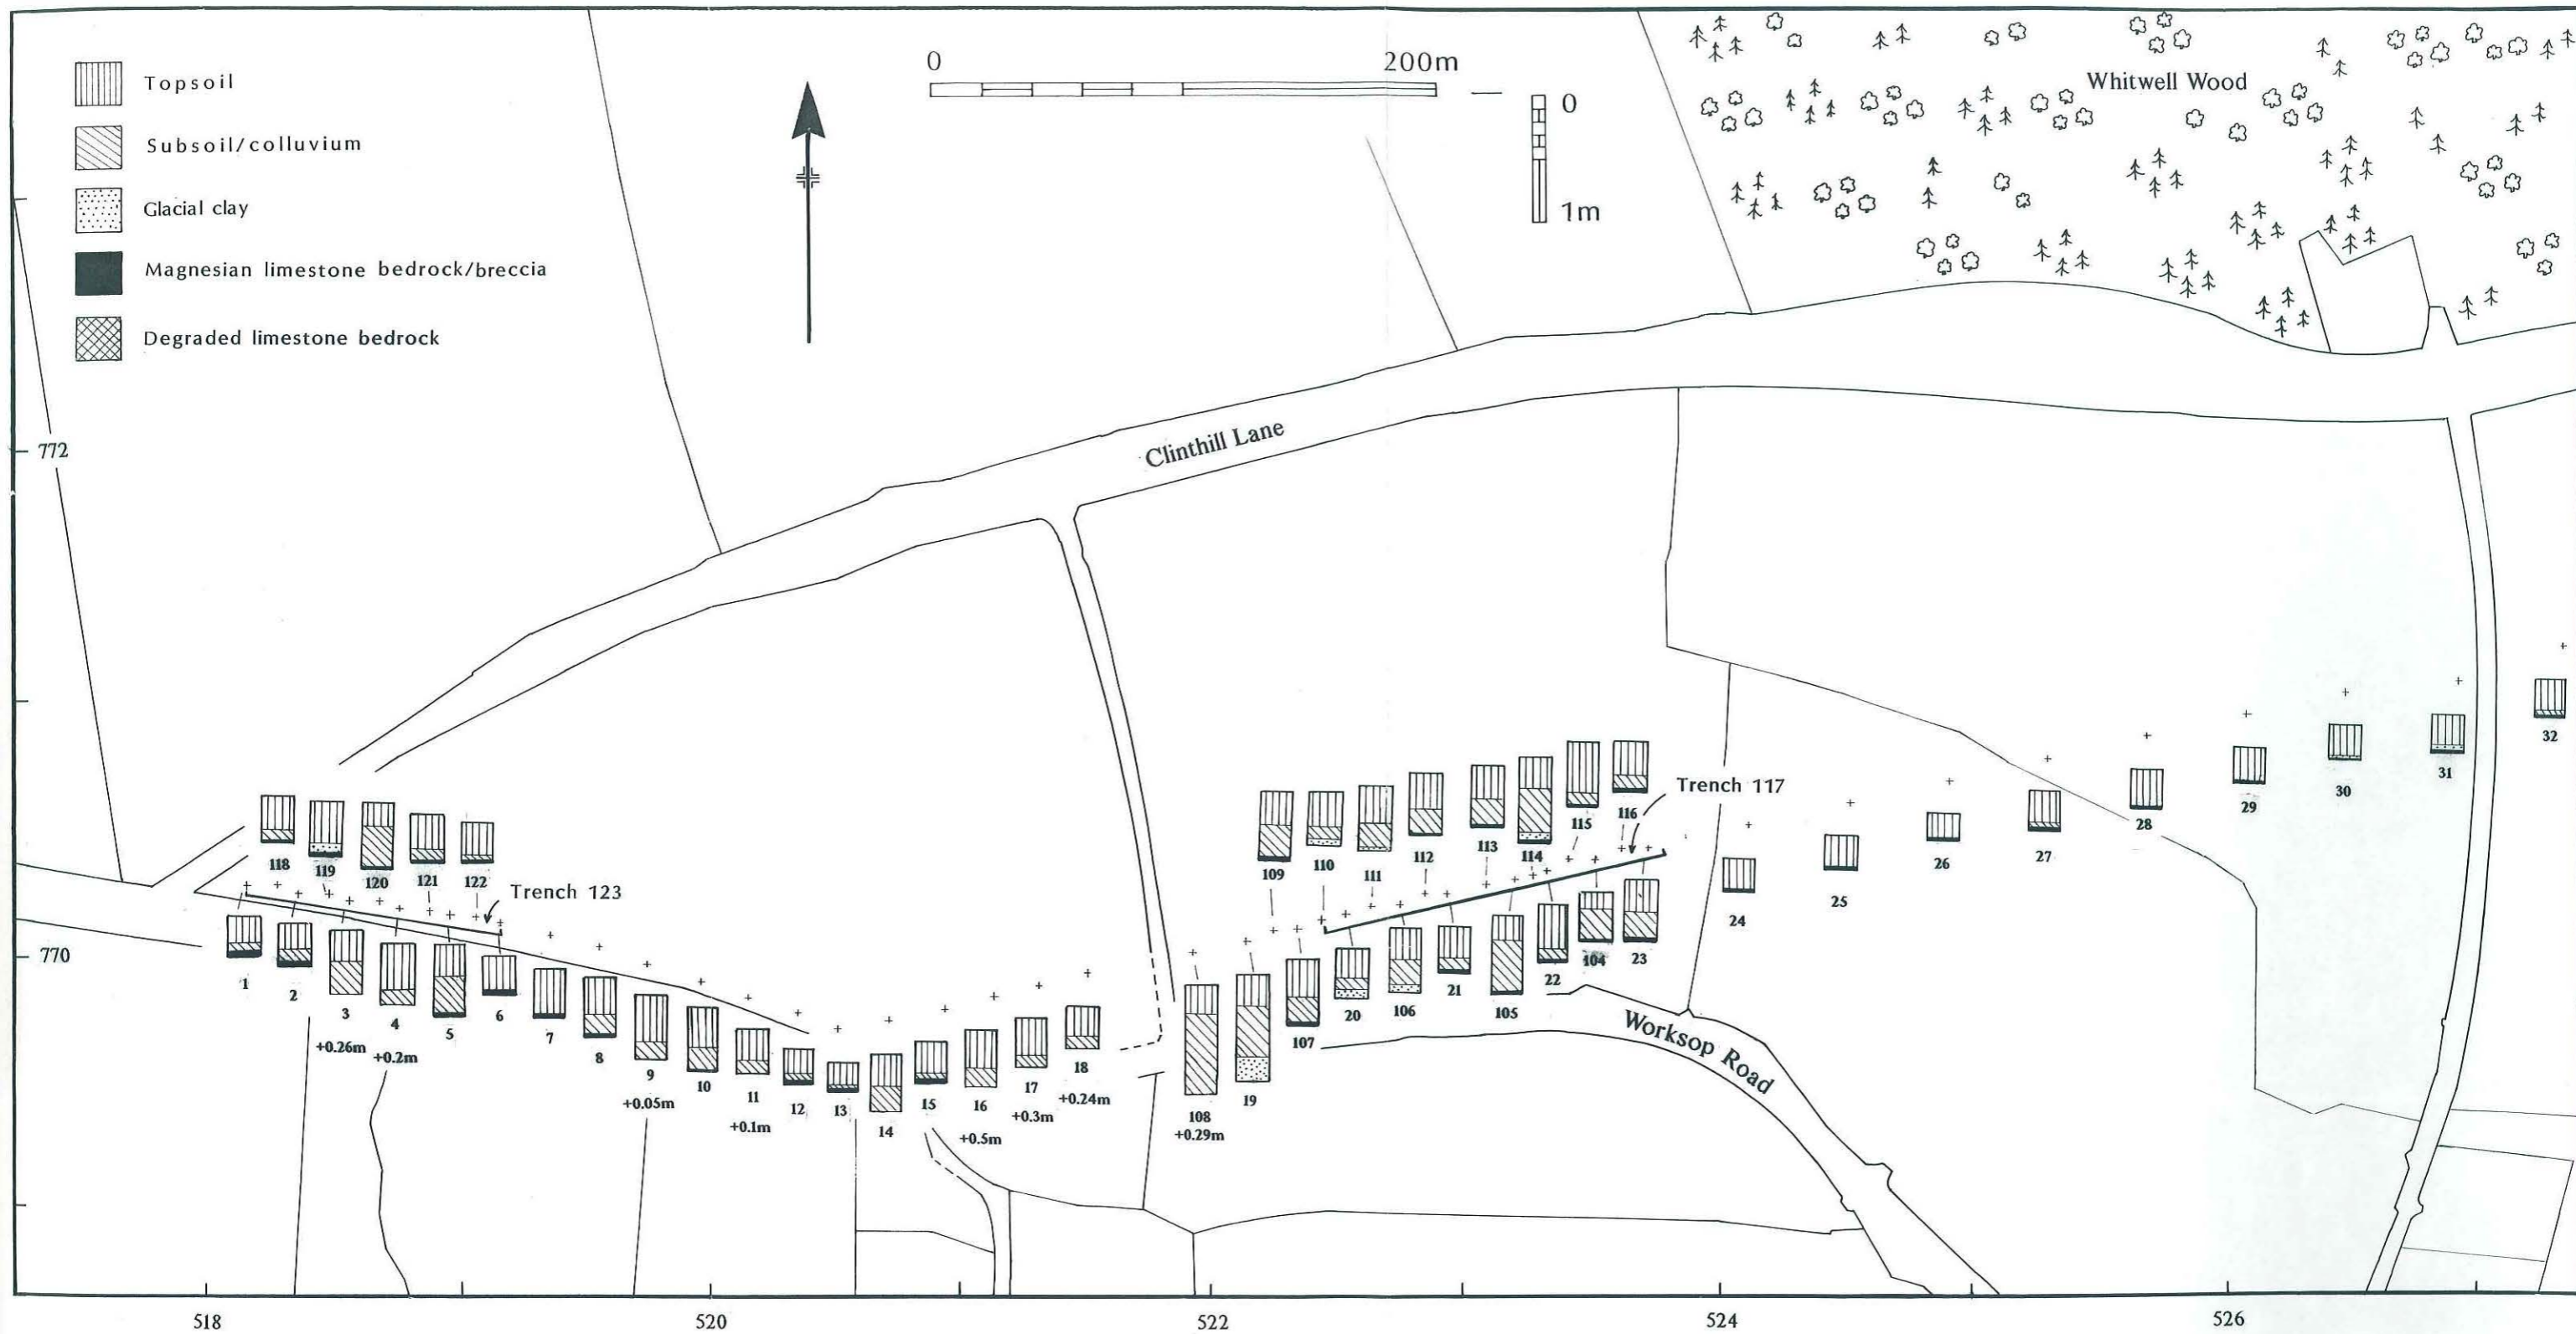 Topsoil
Subsoil/colluvium
Glacial clay
Magnesian limestone bedrock/breccia
Degraded limestone bedrock
0 200m
0
1m
Whitwell Wood
772
Clinthill Lane
32
31
30
29
28
27
26
25
24
Trench 117
116
115
114
113
112
111
110
109
118
119
120
121
122
Trench 123
770
1
2
3
+0.26m
4
+0.2m
5
6
7
8
9
+0.05m
10
11
+0.1m
12
13
14
15
16
+0.5m
17
+0.3m
18
+0.24m
108
+0.29m
19
107
20
106
21
105
22
104
23
Worksop Road
518 520 522 524 526